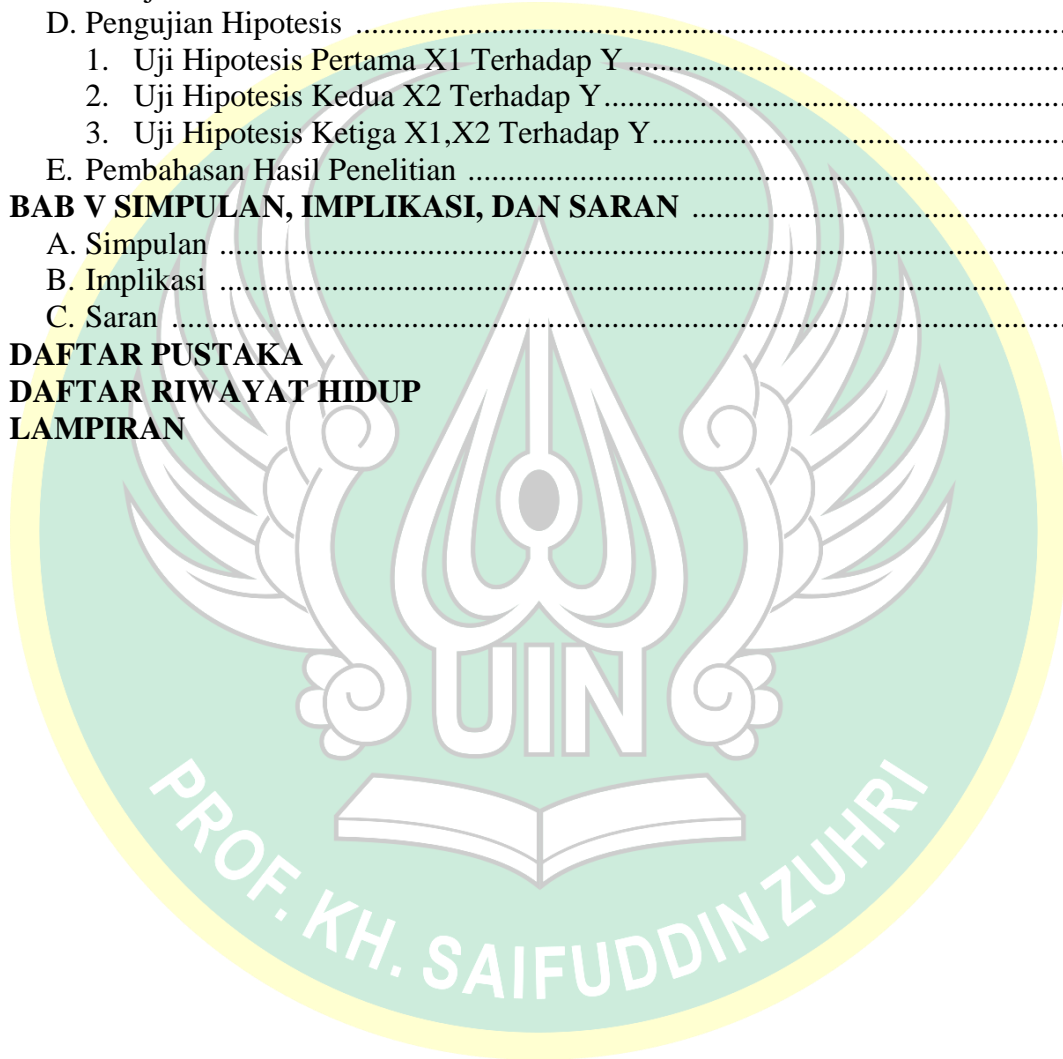 D. Pengujian Hipotesis ..........................................................................................
1. Uji Hipotesis Pertama X1 Terhadap Y .......................................................
2. Uji Hipotesis Kedua X2 Terhadap Y..........................................................
3. Uji Hipotesis Ketiga X1,X2 Terhadap Y....................................................
E. Pembahasan Hasil Penelitian ...........................................................................
BAB V SIMPULAN, IMPLIKASI, DAN SARAN ...............................................
A. Simpulan ..........................................................................................................
B. Implikasi ..........................................................................................................
C. Saran ................................................................................................................
DAFTAR PUSTAKA
DAFTAR RIWAYAT HIDUP
LAMPIRAN
UIN
PROF. KH. SAIFUDDIN ZUHRI